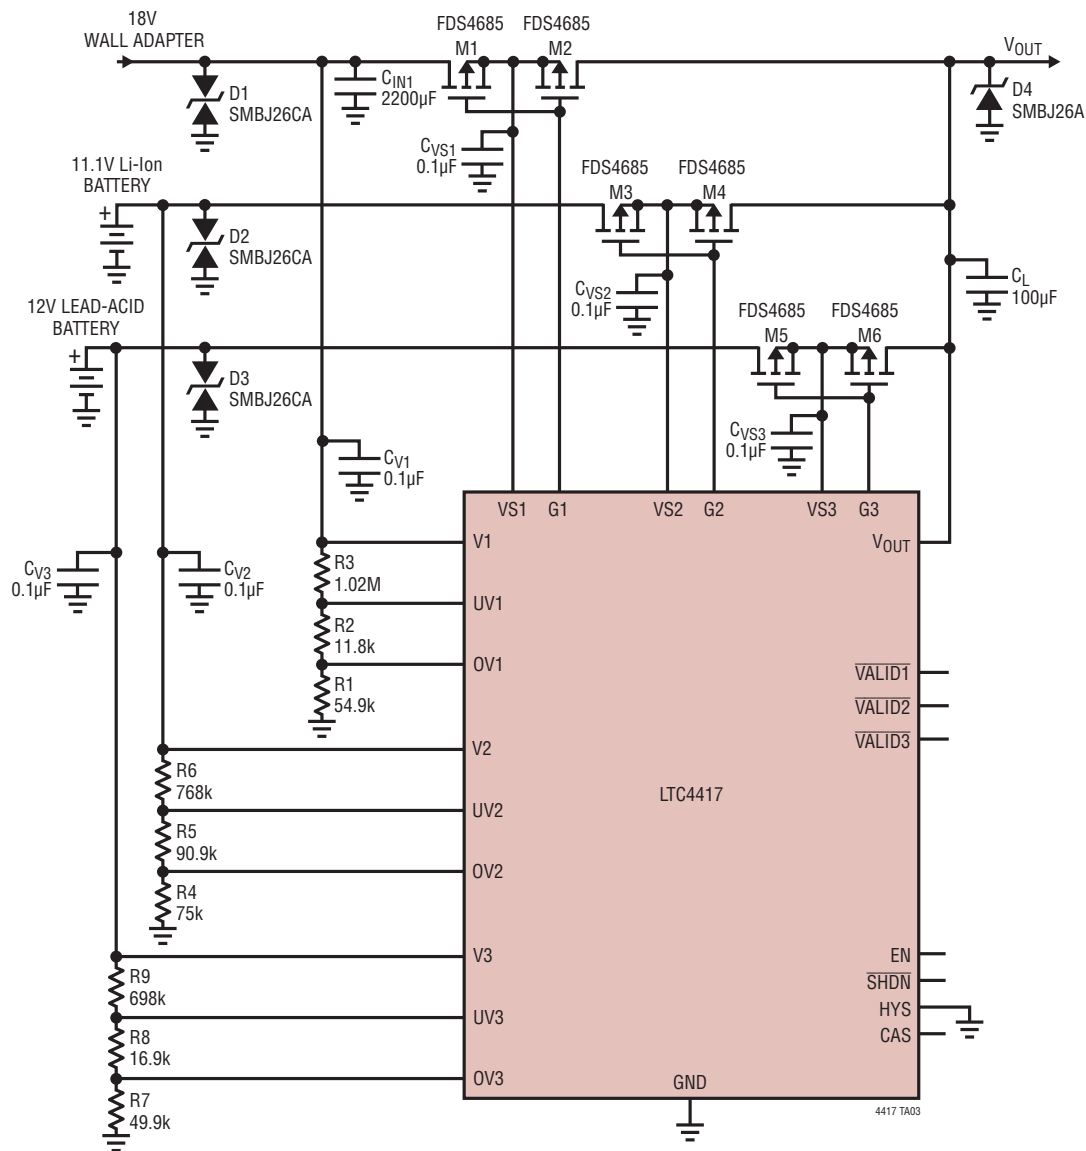 18V
WALL ADAPTER
FDS4685
M1
FDS4685
M2
VOUT
D1
SMBJ26CA
CIN1
2200µF
D4
SMBJ26A
CVS1
0.1µF
11.1V Li-Ion
BATTERY
+
FDS4685
M3
FDS4685
M4
D2
SMBJ26CA
CVS2
0.1µF
CL
100µF
12V LEAD-ACID
BATTERY
+
FDS4685
M5
FDS4685
M6
D3
SMBJ26CA
CVS3
0.1µF
CV1
0.1µF
VS1 G1 VS2 G2 VS3 G3
V1
VOUT
CV3
0.1µF
CV2
0.1µF
R3
1.02M
UV1
R2
11.8k
OV1
R1
54.9k
VALID1
VALID2
VALID3
V2
R6
768k
LTC4417
UV2
R5
90.9k
OV2
R4
75k
V3
EN
R9
698k
SHDN
HYS
UV3
CAS
R8
16.9k
OV3
GND
R7
49.9k
4417 TA03